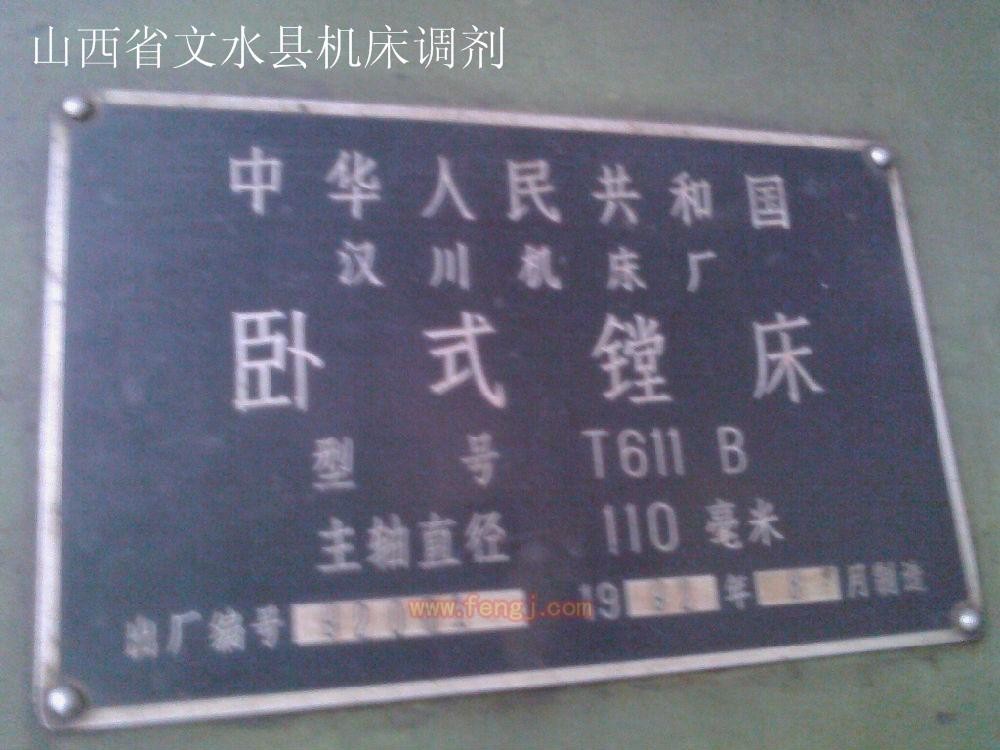 山西省文水县机床调剂
中华人民共和国
汉川机床厂
卧式镗床
型号 T611 B
主轴直径 110 毫米
出厂编号 19 年 月制造
www.fengj.com